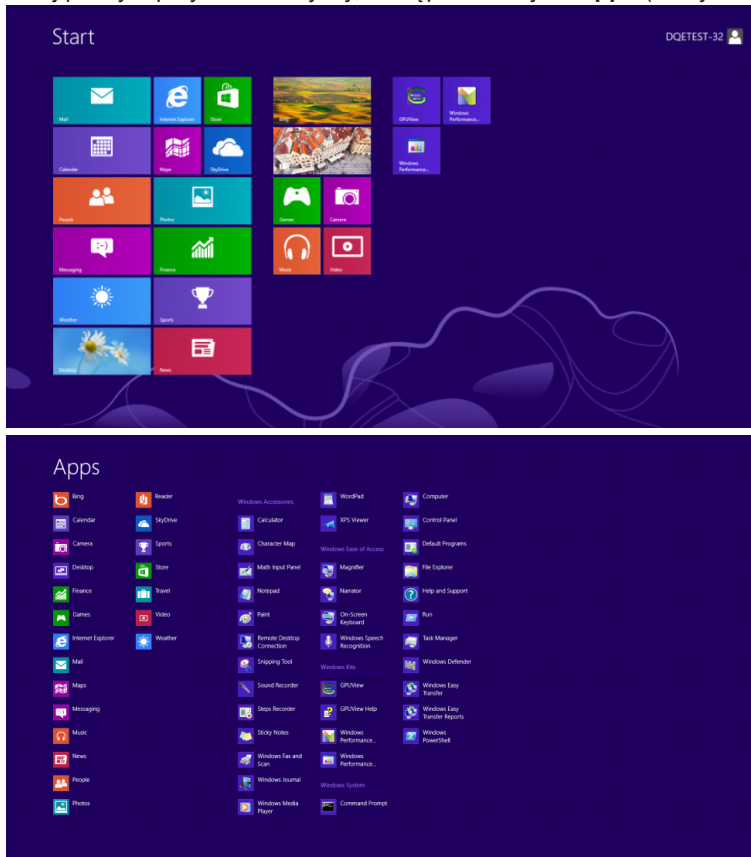 Start
DQETEST-32
Mail
Internet Explorer
Store
Bing
GPUView
Windows Performance...
Calendar
Maps
SkyDrive
Windows Performance...
People
Photos
Games
Camera
Messaging
Finance
Music
Video
Weather
Sports
Desktop
News
Apps
Bing
Calendar
Camera
Desktop
Finance
Games
Internet Explorer
Mail
Maps
Messaging
Music
News
People
Photos
Reader
SkyDrive
Sports
Store
Travel
Video
Weather
Windows Accessories
Calculator
Character Map
Math Input Panel
Notepad
Paint
Remote Desktop
Connection
Snipping Tool
Sound Recorder
Steps Recorder
Sticky Notes
Windows Fax and
Scan
Windows Journal
Windows Media
Player
WordPad
XPS Viewer
Windows Ease of Access
Magnifier
Narrator
On-Screen
Keyboard
Windows Speech
Recognition
Windows Kits
GPUView
GPUView Help
Windows
Performance...
Windows
Performance...
Windows System
Command Prompt
Computer
Control Panel
Default Programs
File Explorer
Help and Support
Run
Task Manager
Windows Defender
Windows Easy
Transfer
Windows Easy
Transfer Reports
Windows
PowerShell